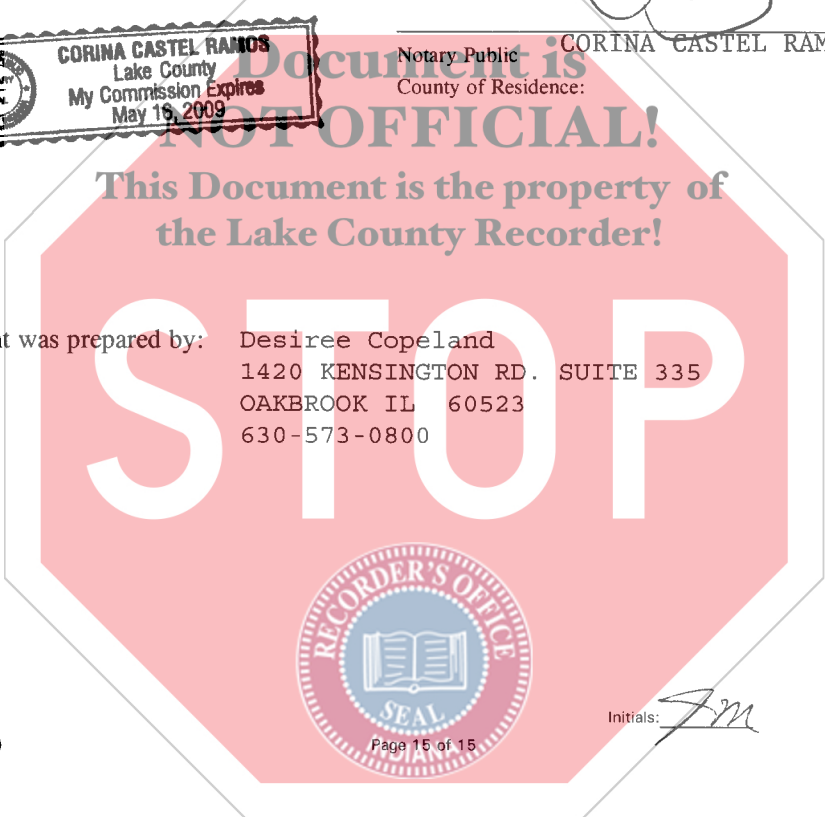 CORINA CASTEL RAMOS
Lake County
My Commission Expires
May 16, 2009
Notary Public CORINA CASTEL RAM
County of Residence:
Document is
NOT OFFICIAL!
This Document is the property of
the Lake County Recorder!
STOP
t was prepared by: Desiree Copeland
1420 KENSINGTON RD. SUITE 335
OAKBROOK IL 60523
630-573-0800
RECORDER'S OFFICE
SEAL
INDIANA
Initials: JM
Page 15 of 15